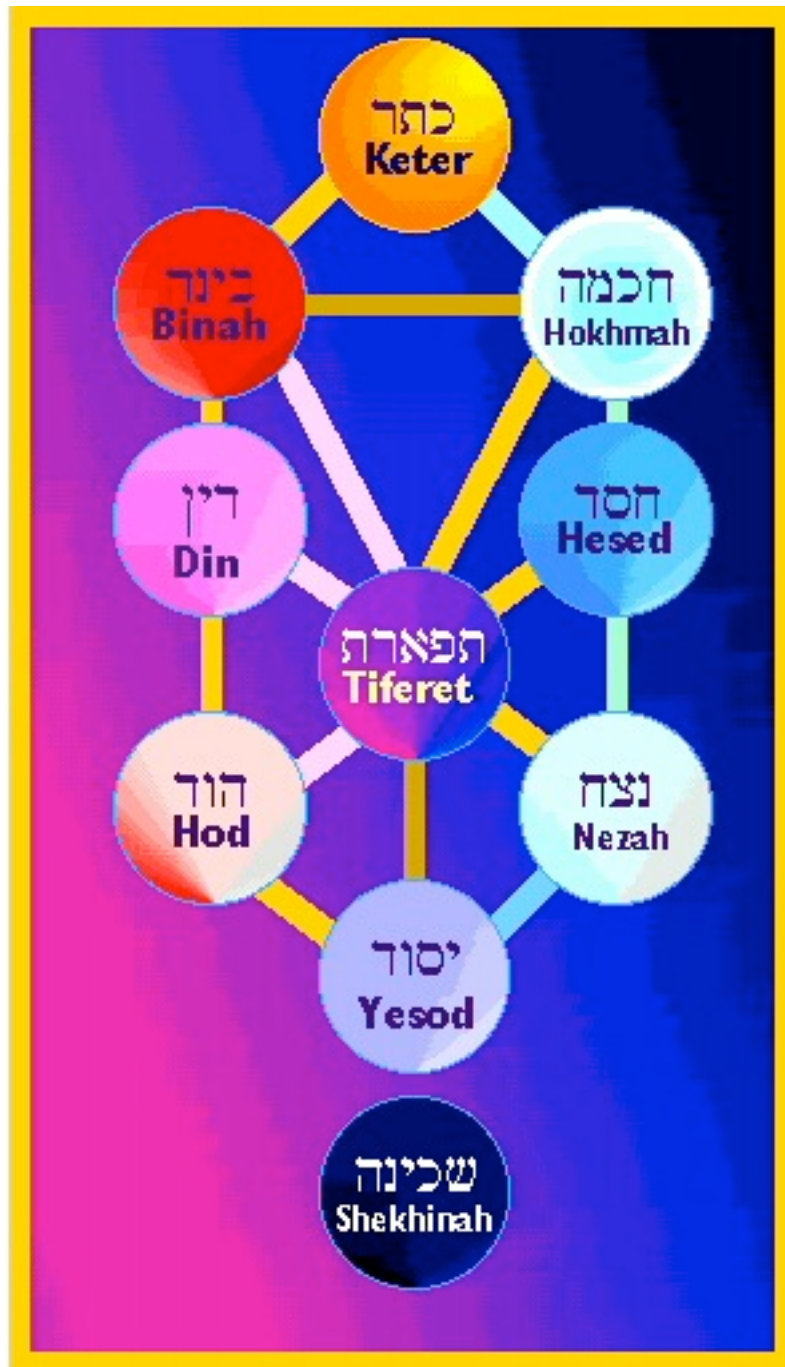 כתר
Keter
בינה
Binah
חכמה
Hokhmah
דין
Din
חסד
Hesed
תפארת
Tiferet
הוד
Hod
נצח
Nezah
יסוד
Yesod
שכינה
Shekhinah